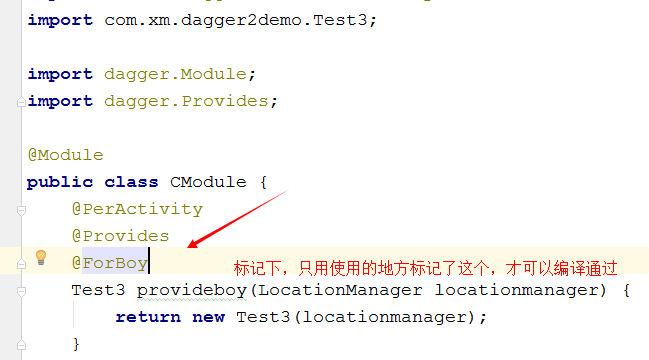 import com.xm.dagger2demo.Test3;
import dagger.Module;
import dagger.Provides;
@Module
public class CModule {
@PerActivity
@Provides
@ForBoy
标记下，只用使用的地方标记了这个，才可以编译通过
Test3 provideboy(LocationManager locationmanager) {
return new Test3(locationmanager);
}